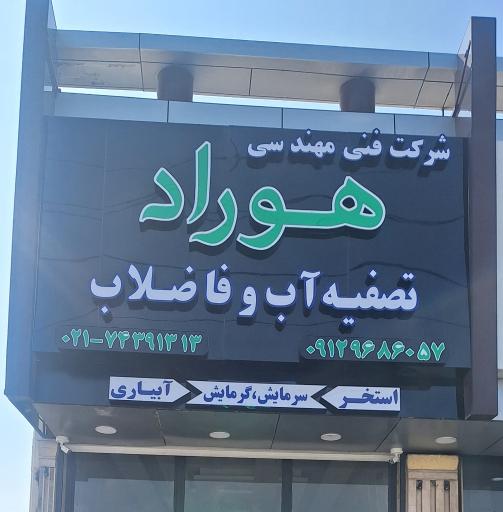 شرکت فنی مهندسی
هوراد
تصفیه آب و فاضلاب
۰۲۱-۷۴۳۹۱۳۱۳ ۰۹۱۲۹۶۸۶۰۵۷
استخر سرمایش،گرمایش آبیاری